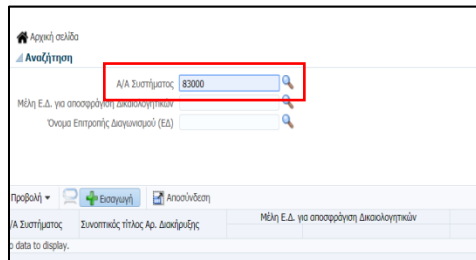 Αρχική σελίδα
Αναζήτηση
Α/Α Συστήματος 83000
Μέλη Ε.Δ. για αποσφράγιση Δικαιολογητικών
Όνομα Επιτροπής Διαγωνισμού (ΕΔ)
Προβολή Εισαγωγή Αποσύνδεση
/Α Συστήματος Συνοπτικός τίτλος Αρ. Διακήρυξης Μέλη Ε.Δ. για αποσφράγιση Δικαιολογητικών
o data to display.